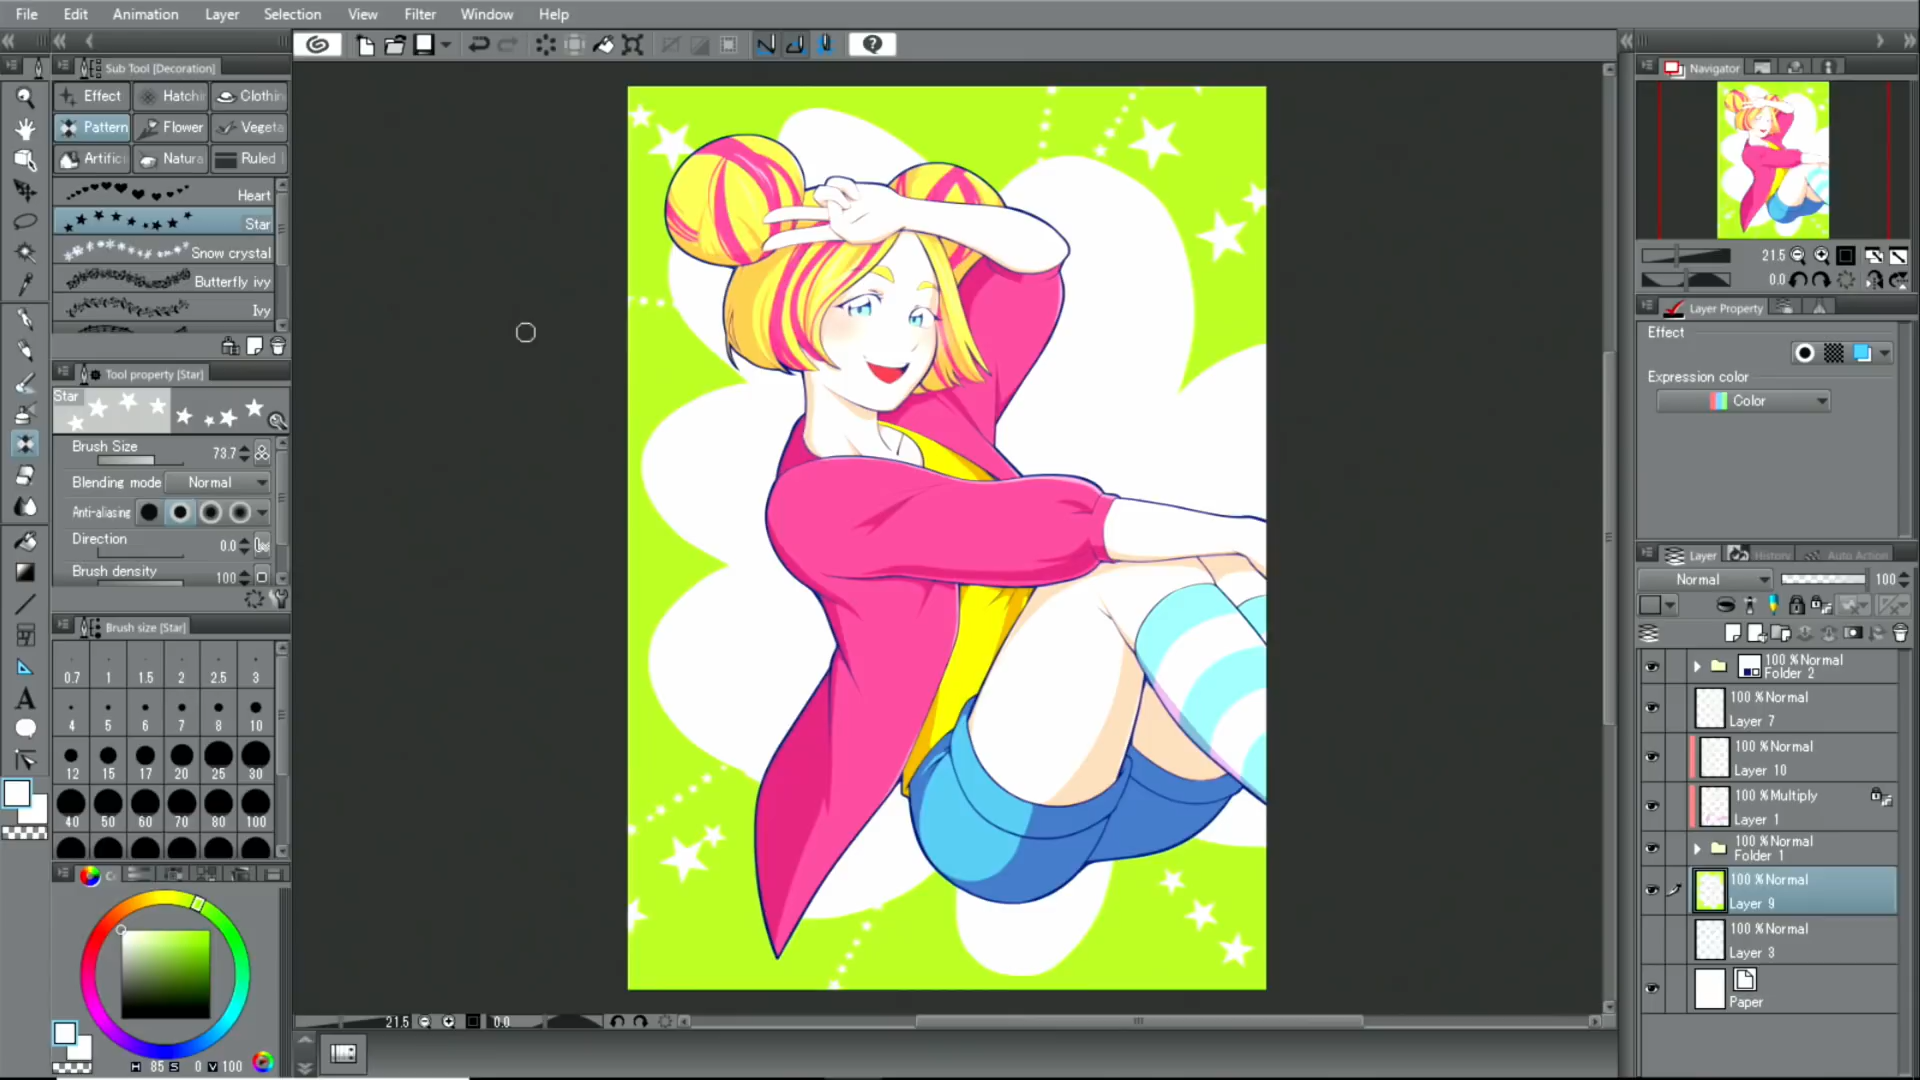 File Edit Animation Layer Selection View Filter Window Help
Sub Tool [Decoration]
Effect Hatchi Clothin
Pattern Flower Vegeta
Artific Natura Ruled
Heart
Star
Snow crystal
Butterfly ivy
Ivy
Tool property [Star]
Star
Brush Size 73.7
Blending mode Normal
Anti-aliasing
Direction 0.0
Brush density 100
Brush size [Star]
0.7 1 1.5 2 2.5 3
4 5 6 7 8 10
12 15 17 20 25 30
40 50 60 70 80 100
H 85 S 0 V 100
21.5 0.0
Navigator
21.5
0.0
Layer Property
Effect
Expression color
Color
Layer History Auto Action
Normal 100
100 % Normal
Folder 2
100 % Normal
Layer 7
100 % Normal
Layer 10
100 % Multiply
Layer 1
100 % Normal
Folder 1
100 % Normal
Layer 9
100 % Normal
Layer 3
Paper